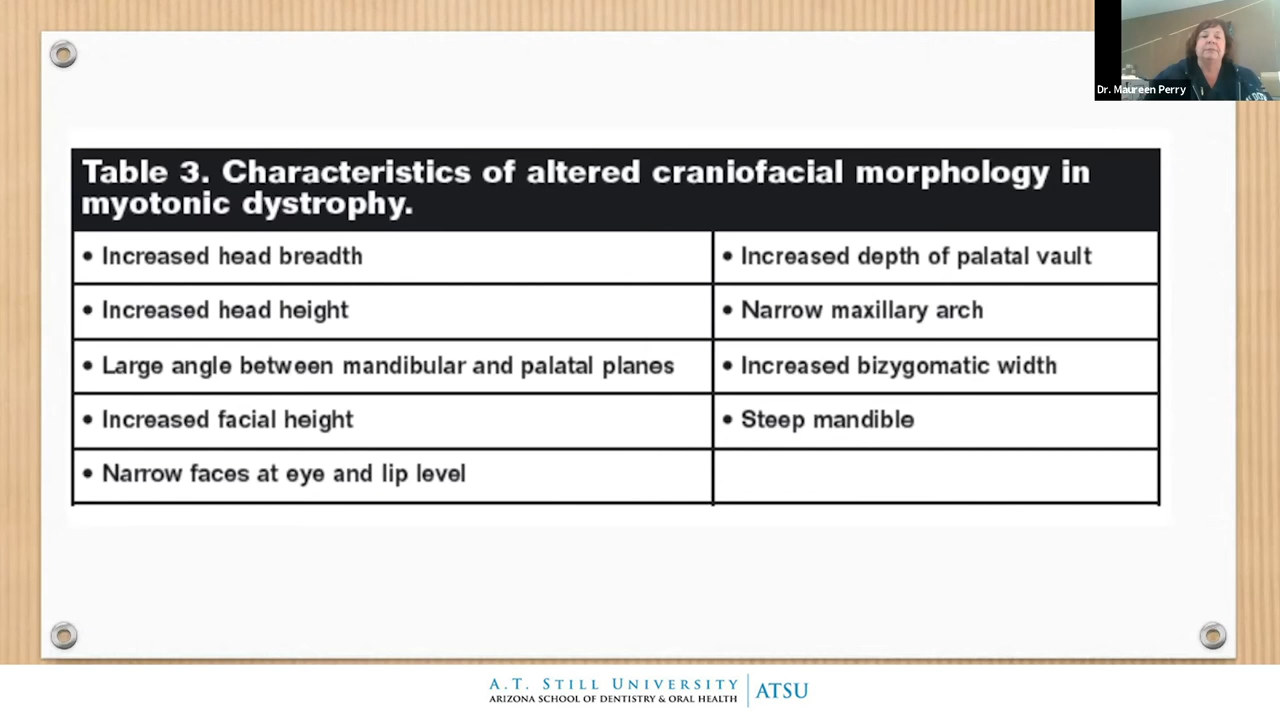 Dr. Maureen Perry
Table 3. Characteristics of altered craniofacial morphology in
myotonic dystrophy.
• Increased head breadth
• Increased depth of palatal vault
• Increased head height
• Narrow maxillary arch
• Large angle between mandibular and palatal planes
• Increased bizygomatic width
• Increased facial height
• Steep mandible
• Narrow faces at eye and lip level
A.T. STILL UNIVERSITY
ARIZONA SCHOOL OF DENTISTRY & ORAL HEALTH
ATSU